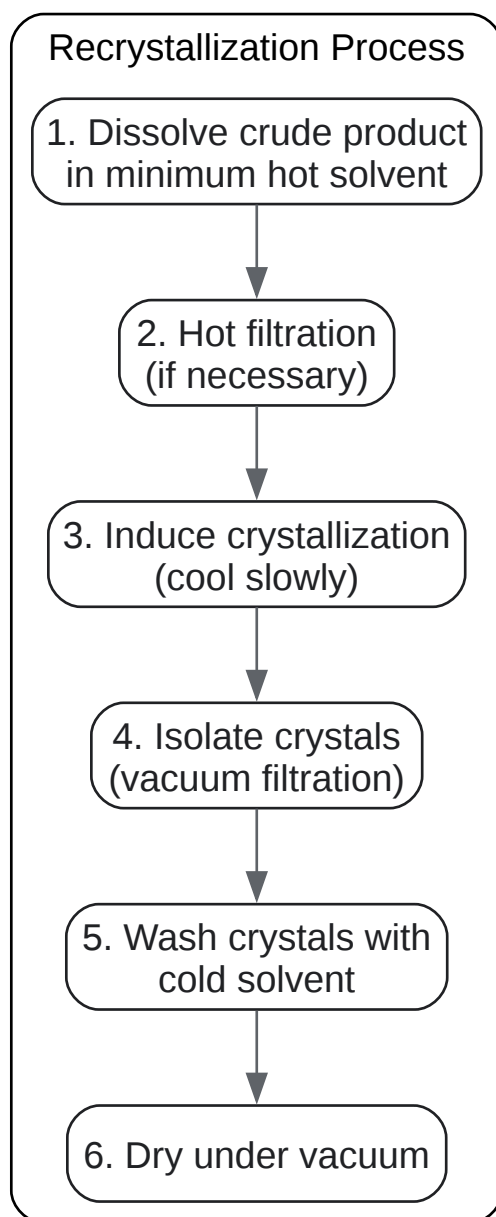 Recrystallization Process
1. Dissolve crude product
in minimum hot solvent
2. Hot filtration
(if necessary)
3. Induce crystallization
(cool slowly)
4. Isolate crystals
(vacuum filtration)
5. Wash crystals with
cold solvent
6. Dry under vacuum